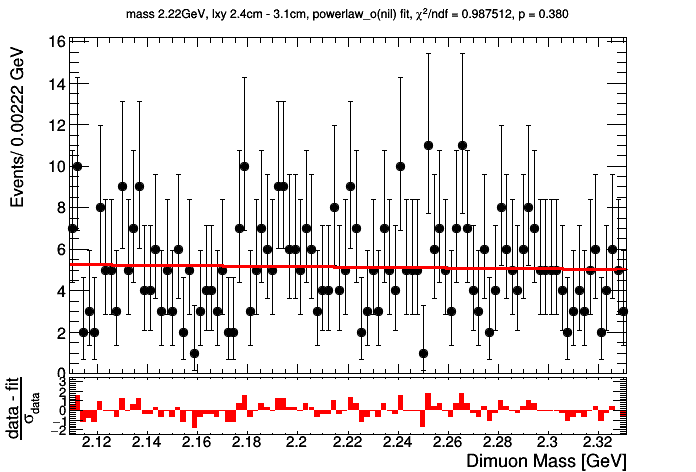 mass 2.22GeV, lxy 2.4cm - 3.1cm, powerlaw_o(nil) fit, χ²/ndf = 0.987512, p = 0.380
Events/ 0.00222 GeV
16
14
12
10
8
6
4
2
0
data - fit
σdata
3
2
1
0
−1
−2
2.12 2.14 2.16 2.18 2.2 2.22 2.24 2.26 2.28 2.3 2.32
Dimuon Mass [GeV]